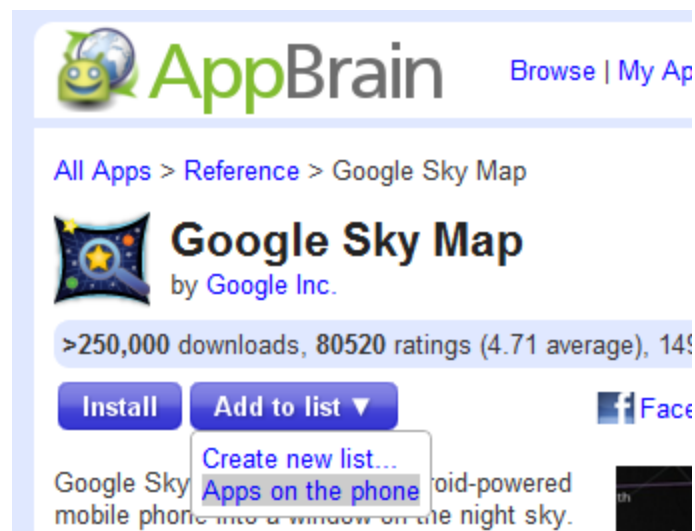 AppBrain
Browse | My Ap
All Apps > Reference > Google Sky Map
Google Sky Map
by Google Inc.
>250,000 downloads, 80520 ratings (4.71 average), 149
Install Add to list ▼ Face
Create new list...
Apps on the phone
Google Sky roid-powered
mobile phone into a window on the night sky.
th